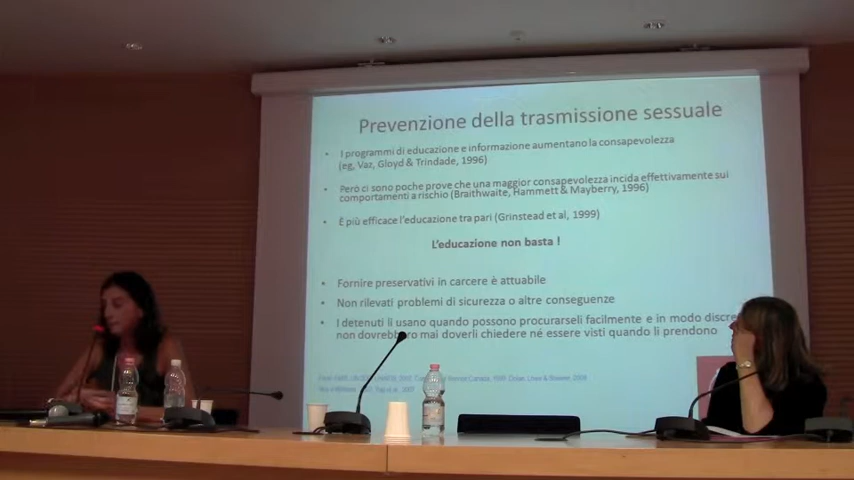 Prevenzione della trasmissione sessuale
• I programmi di educazione e informazione aumentano la consapevolezza
(eg, Vaz, Gloyd & Trindade, 1996)
• Però ci sono poche prove che una maggior consapevolezza incida effettivamente sui
comportamenti a rischio (Braithwaite, Hammett & Mayberry, 1996)
• È più efficace l'educazione tra pari (Grinstead et al, 1999)
L'educazione non basta !
• Fornire preservativi in carcere è attuabile
• Non rilevati problemi di sicurezza o altre conseguenze
• I detenuti li usano quando possono procurarseli facilmente e in modo discre
non dovrebbero mai doverli chiedere né essere visti quando li prendono